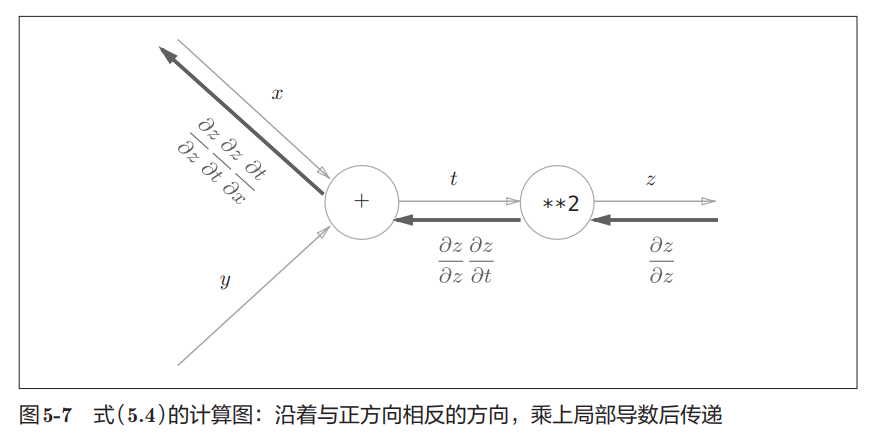 x
∂z/∂z ∂z/∂t ∂t/∂x
+
t
**2
z
∂z/∂z ∂z/∂t
∂z/∂z
y
图5-7 式(5.4)的计算图：沿着与正方向相反的方向，乘上局部导数后传递